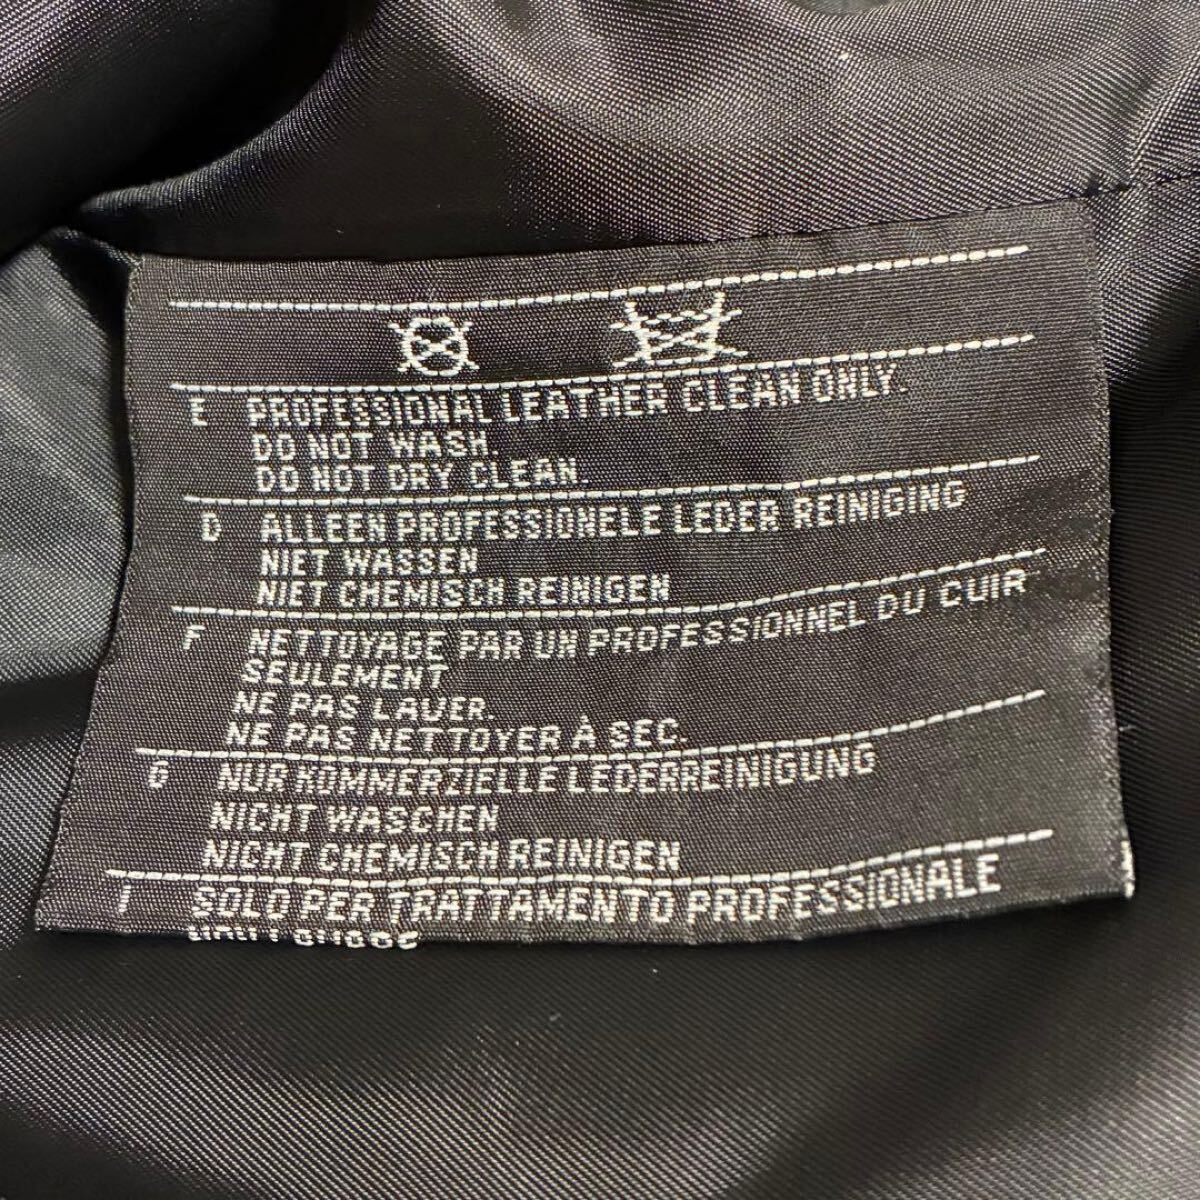 E PROFESSIONAL LEATHER CLEAN ONLY.
DO NOT WASH.
DO NOT DRY CLEAN.
D ALLEEN PROFESSIONELE LEDER REINIGING
NIET WASSEN
NIET CHEMISCH REINIGEN
F NETTOYAGE PAR UN PROFESSIONNEL DU CUIR
SEULEMENT
NE PAS LAVER.
NE PAS NETTOYER À SEC.
G NUR KOMMERZIELLE LEDERREINIGUNG
NICHT WASCHEN
NICHT CHEMISCH REINIGEN
I SOLO PER TRATTAMENTO PROFESSIONALE